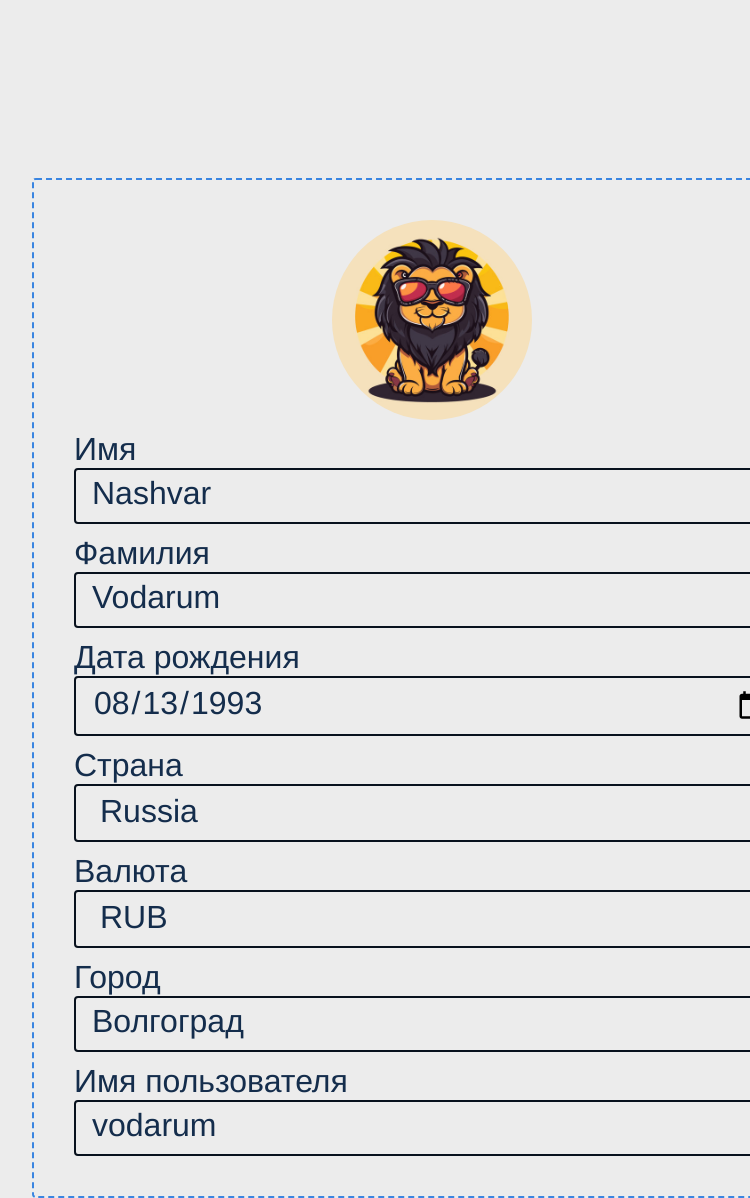 Имя
Nashvar
Фамилия
Vodarum
Дата рождения
08/13/1993
Страна
Russia
Валюта
RUB
Город
Волгоград
Имя пользователя
vodarum